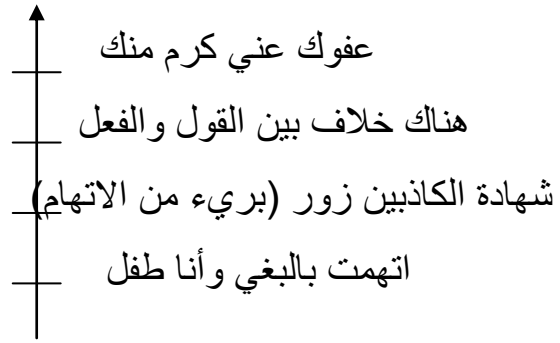 عفوك عني كرم منك
هناك خلاف بين القول والفعل
شهادة الكاذبين زور (بريء من الاتهام)
اتهمت بالبغي وأنا طفل